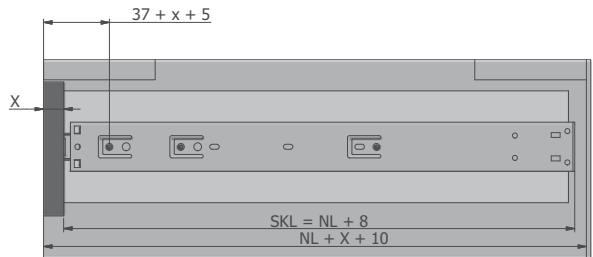 37 + x + 5
X
SKL = NL + 8
NL + X + 10